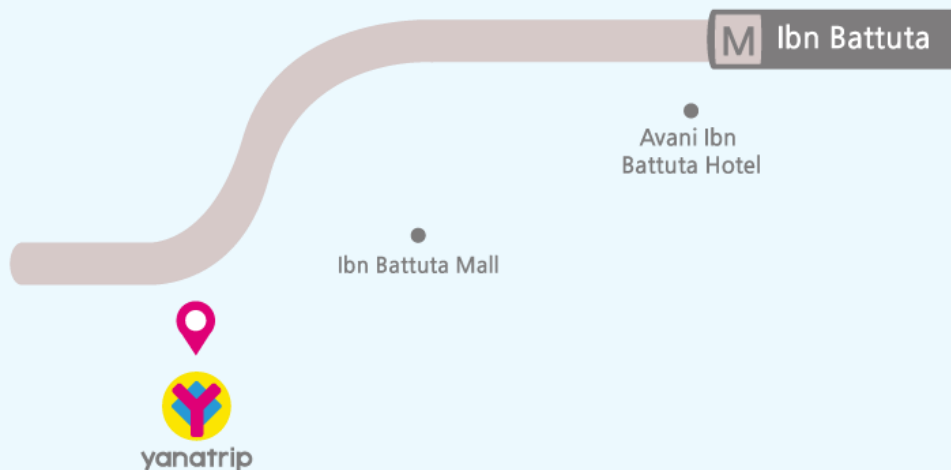 M Ibn Battuta
Avani Ibn
Battuta Hotel
Ibn Battuta Mall
Y
yanatrip